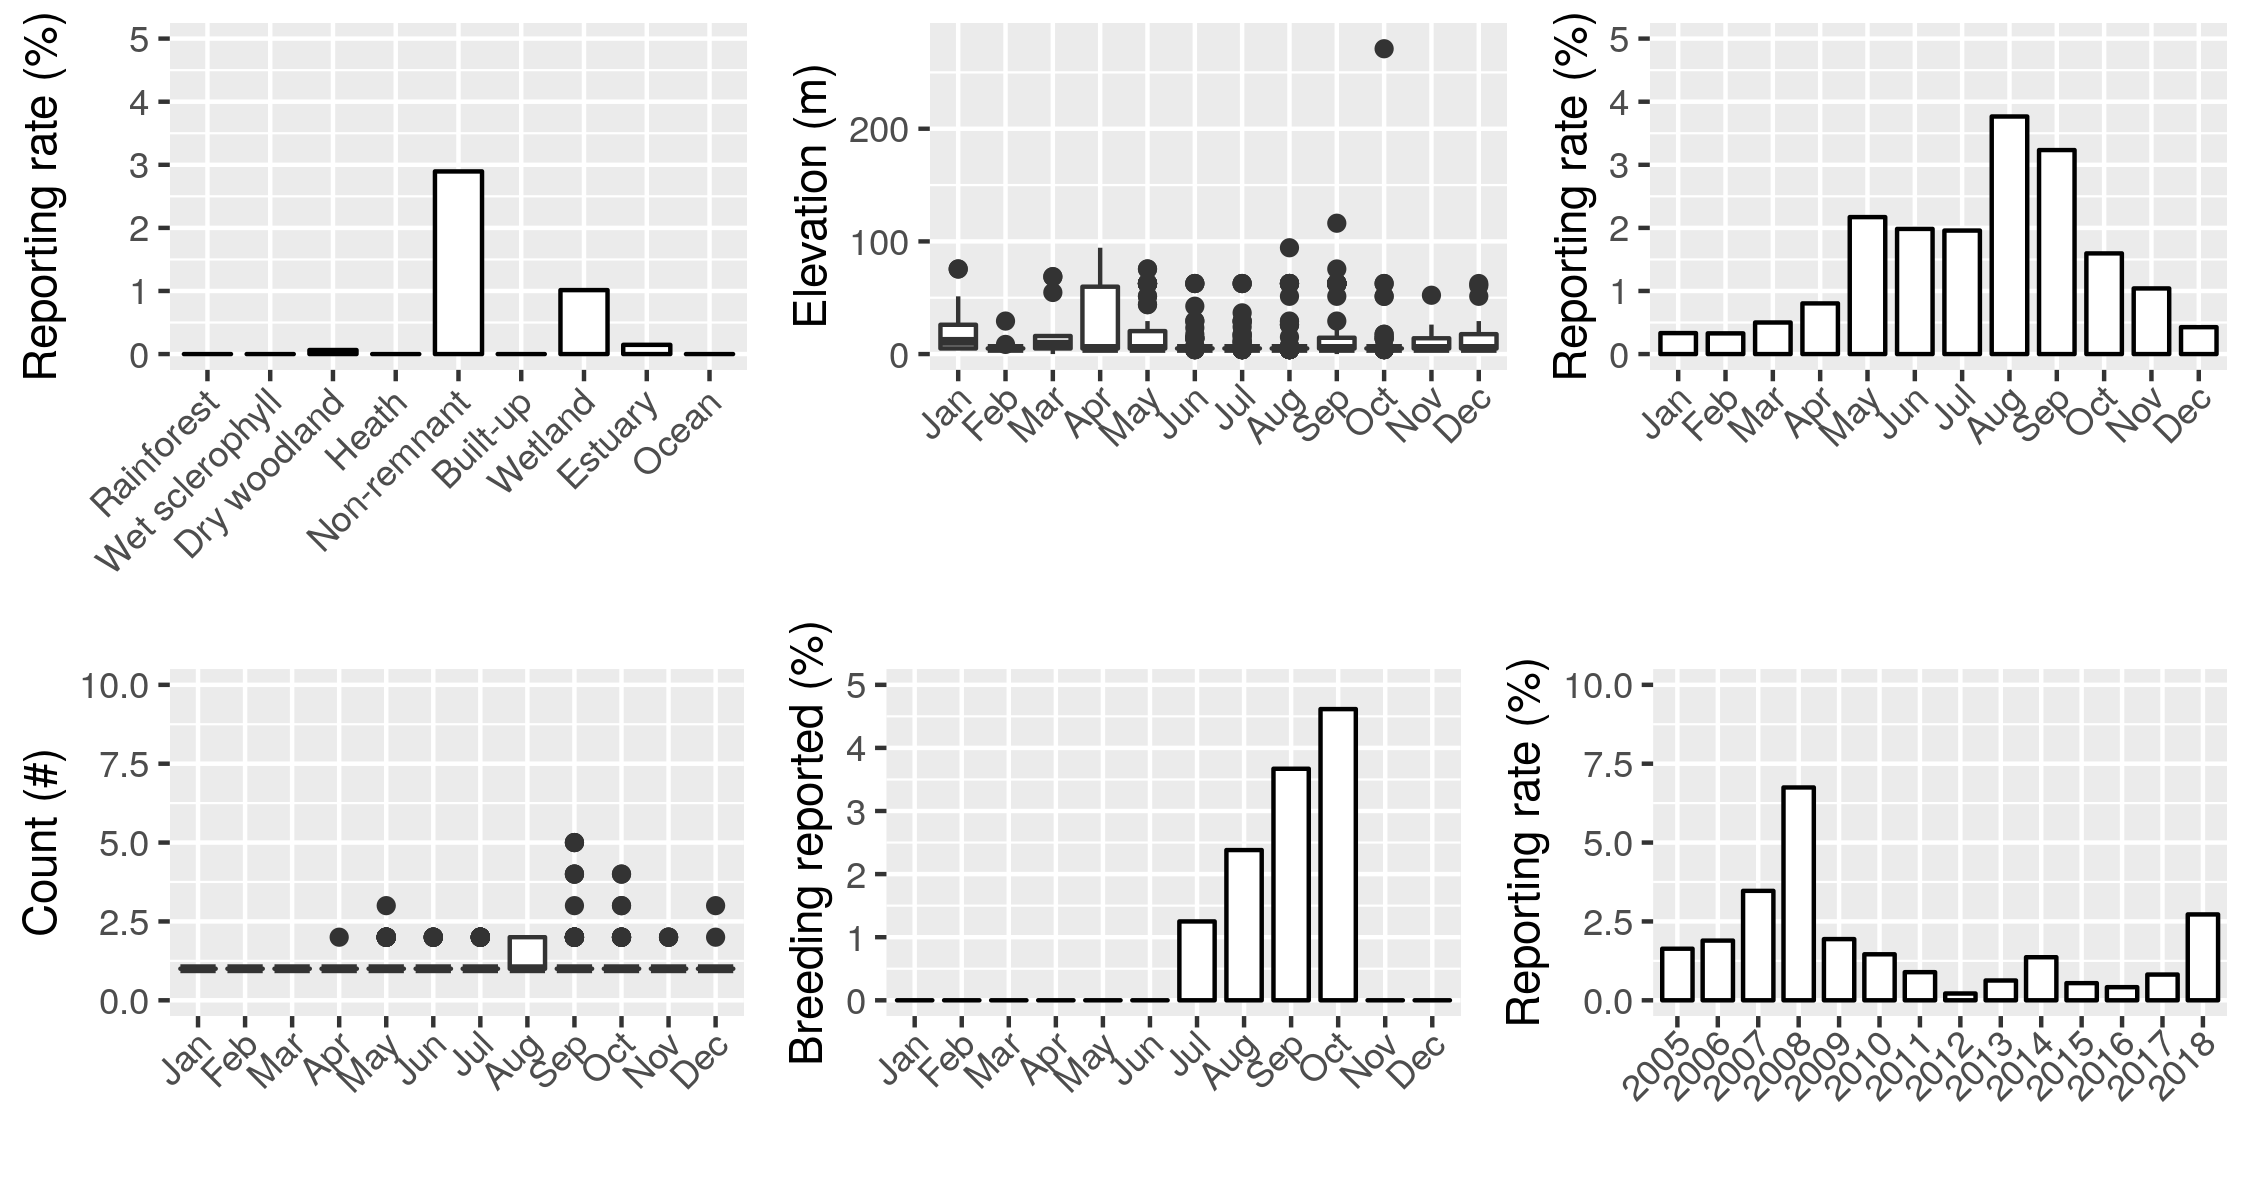 Reporting rate (%)
5
4
3
2
1
0
Rainforest
Wet sclerophyll
Dry woodland
Heath
Non-remnant
Built-up
Wetland
Estuary
Ocean
Elevation (m)
200
100
0
Jan
Feb
Mar
Apr
May
Jun
Jul
Aug
Sep
Oct
Nov
Dec
Reporting rate (%)
5
4
3
2
1
0
Jan
Feb
Mar
Apr
May
Jun
Jul
Aug
Sep
Oct
Nov
Dec
Count (#)
10.0
7.5
5.0
2.5
0.0
Jan
Feb
Mar
Apr
May
Jun
Jul
Aug
Sep
Oct
Nov
Dec
Breeding reported (%)
5
4
3
2
1
0
Jan
Feb
Mar
Apr
May
Jun
Jul
Aug
Sep
Oct
Nov
Dec
Reporting rate (%)
10.0
7.5
5.0
2.5
0.0
2005
2006
2007
2008
2009
2010
2011
2012
2013
2014
2015
2016
2017
2018